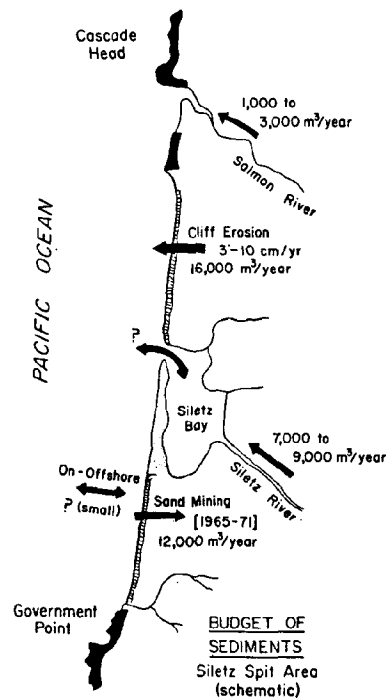 Cascade
Head
1,000 to
3,000 m³/year
Salmon River
PACIFIC OCEAN
Cliff Erosion
3-10 cm/yr
16,000 m³/year
?
Siletz
Bay
7,000 to
9,000 m³/year
Siletz River
On-Offshore
? (small)
Sand Mining
[1965-71]
12,000 m³/year
Government
Point
BUDGET OF
SEDIMENTS
Siletz Spit Area
(schematic)